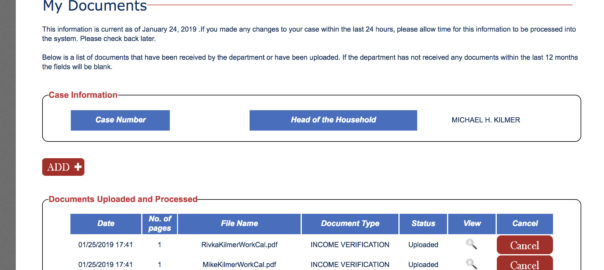 My Documents
This information is current as of January 24, 2019 .If you made any changes to your case within the last 24 hours, please allow time for this information to be processed into
the system. Please check back later.
Below is a list of documents that have been received by the department or have been uploaded. If the department has not received any documents within the last 12 months
the fields will be blank.
Case Information
Case Number Head of the Household MICHAEL H. KILMER
ADD +
Documents Uploaded and Processed
Date No. of pages File Name Document Type Status View Cancel
01/25/2019 17:41 1 RivkaKilmerWorkCal.pdf INCOME VERIFICATION Uploaded Cancel
01/25/2019 17:41 1 MikeKilmerWorkCal.pdf INCOME VERIFICATION Uploaded Cancel